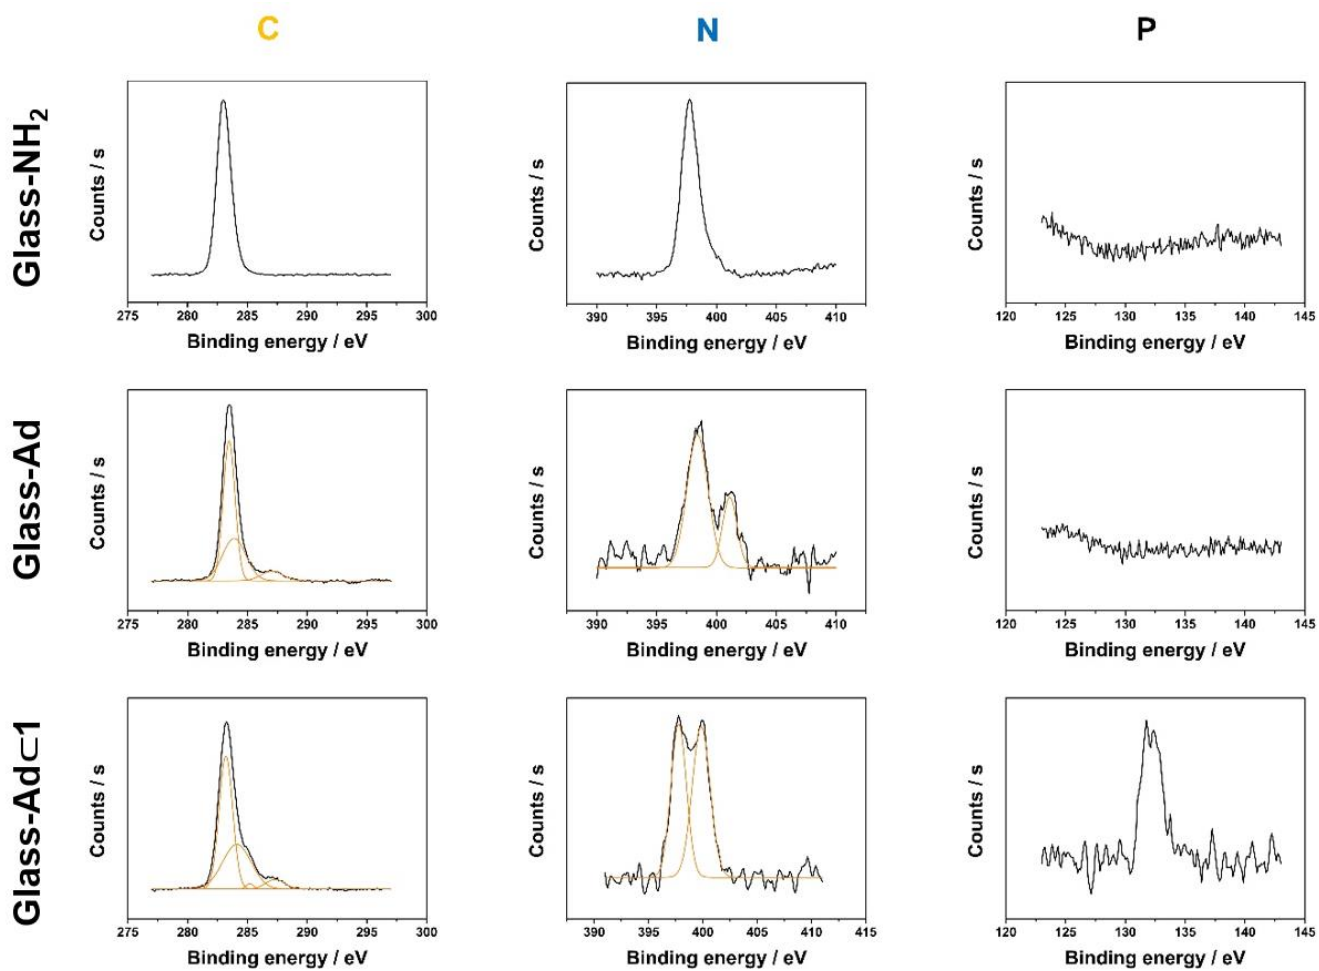 C N P
Glass-NH₂
Counts / s
275 280 285 290 295 300
Binding energy / eV
Counts / s
390 395 400 405 410
Binding energy / eV
Counts / s
120 125 130 135 140 145
Binding energy / eV
Glass-Ad
Counts / s
275 280 285 290 295 300
Binding energy / eV
Counts / s
390 395 400 405 410
Binding energy / eV
Counts / s
120 125 130 135 140 145
Binding energy / eV
Glass-Ad⊂1
Counts / s
275 280 285 290 295 300
Binding energy / eV
Counts / s
390 395 400 405 410 415
Binding energy / eV
Counts / s
120 125 130 135 140 145
Binding energy / eV